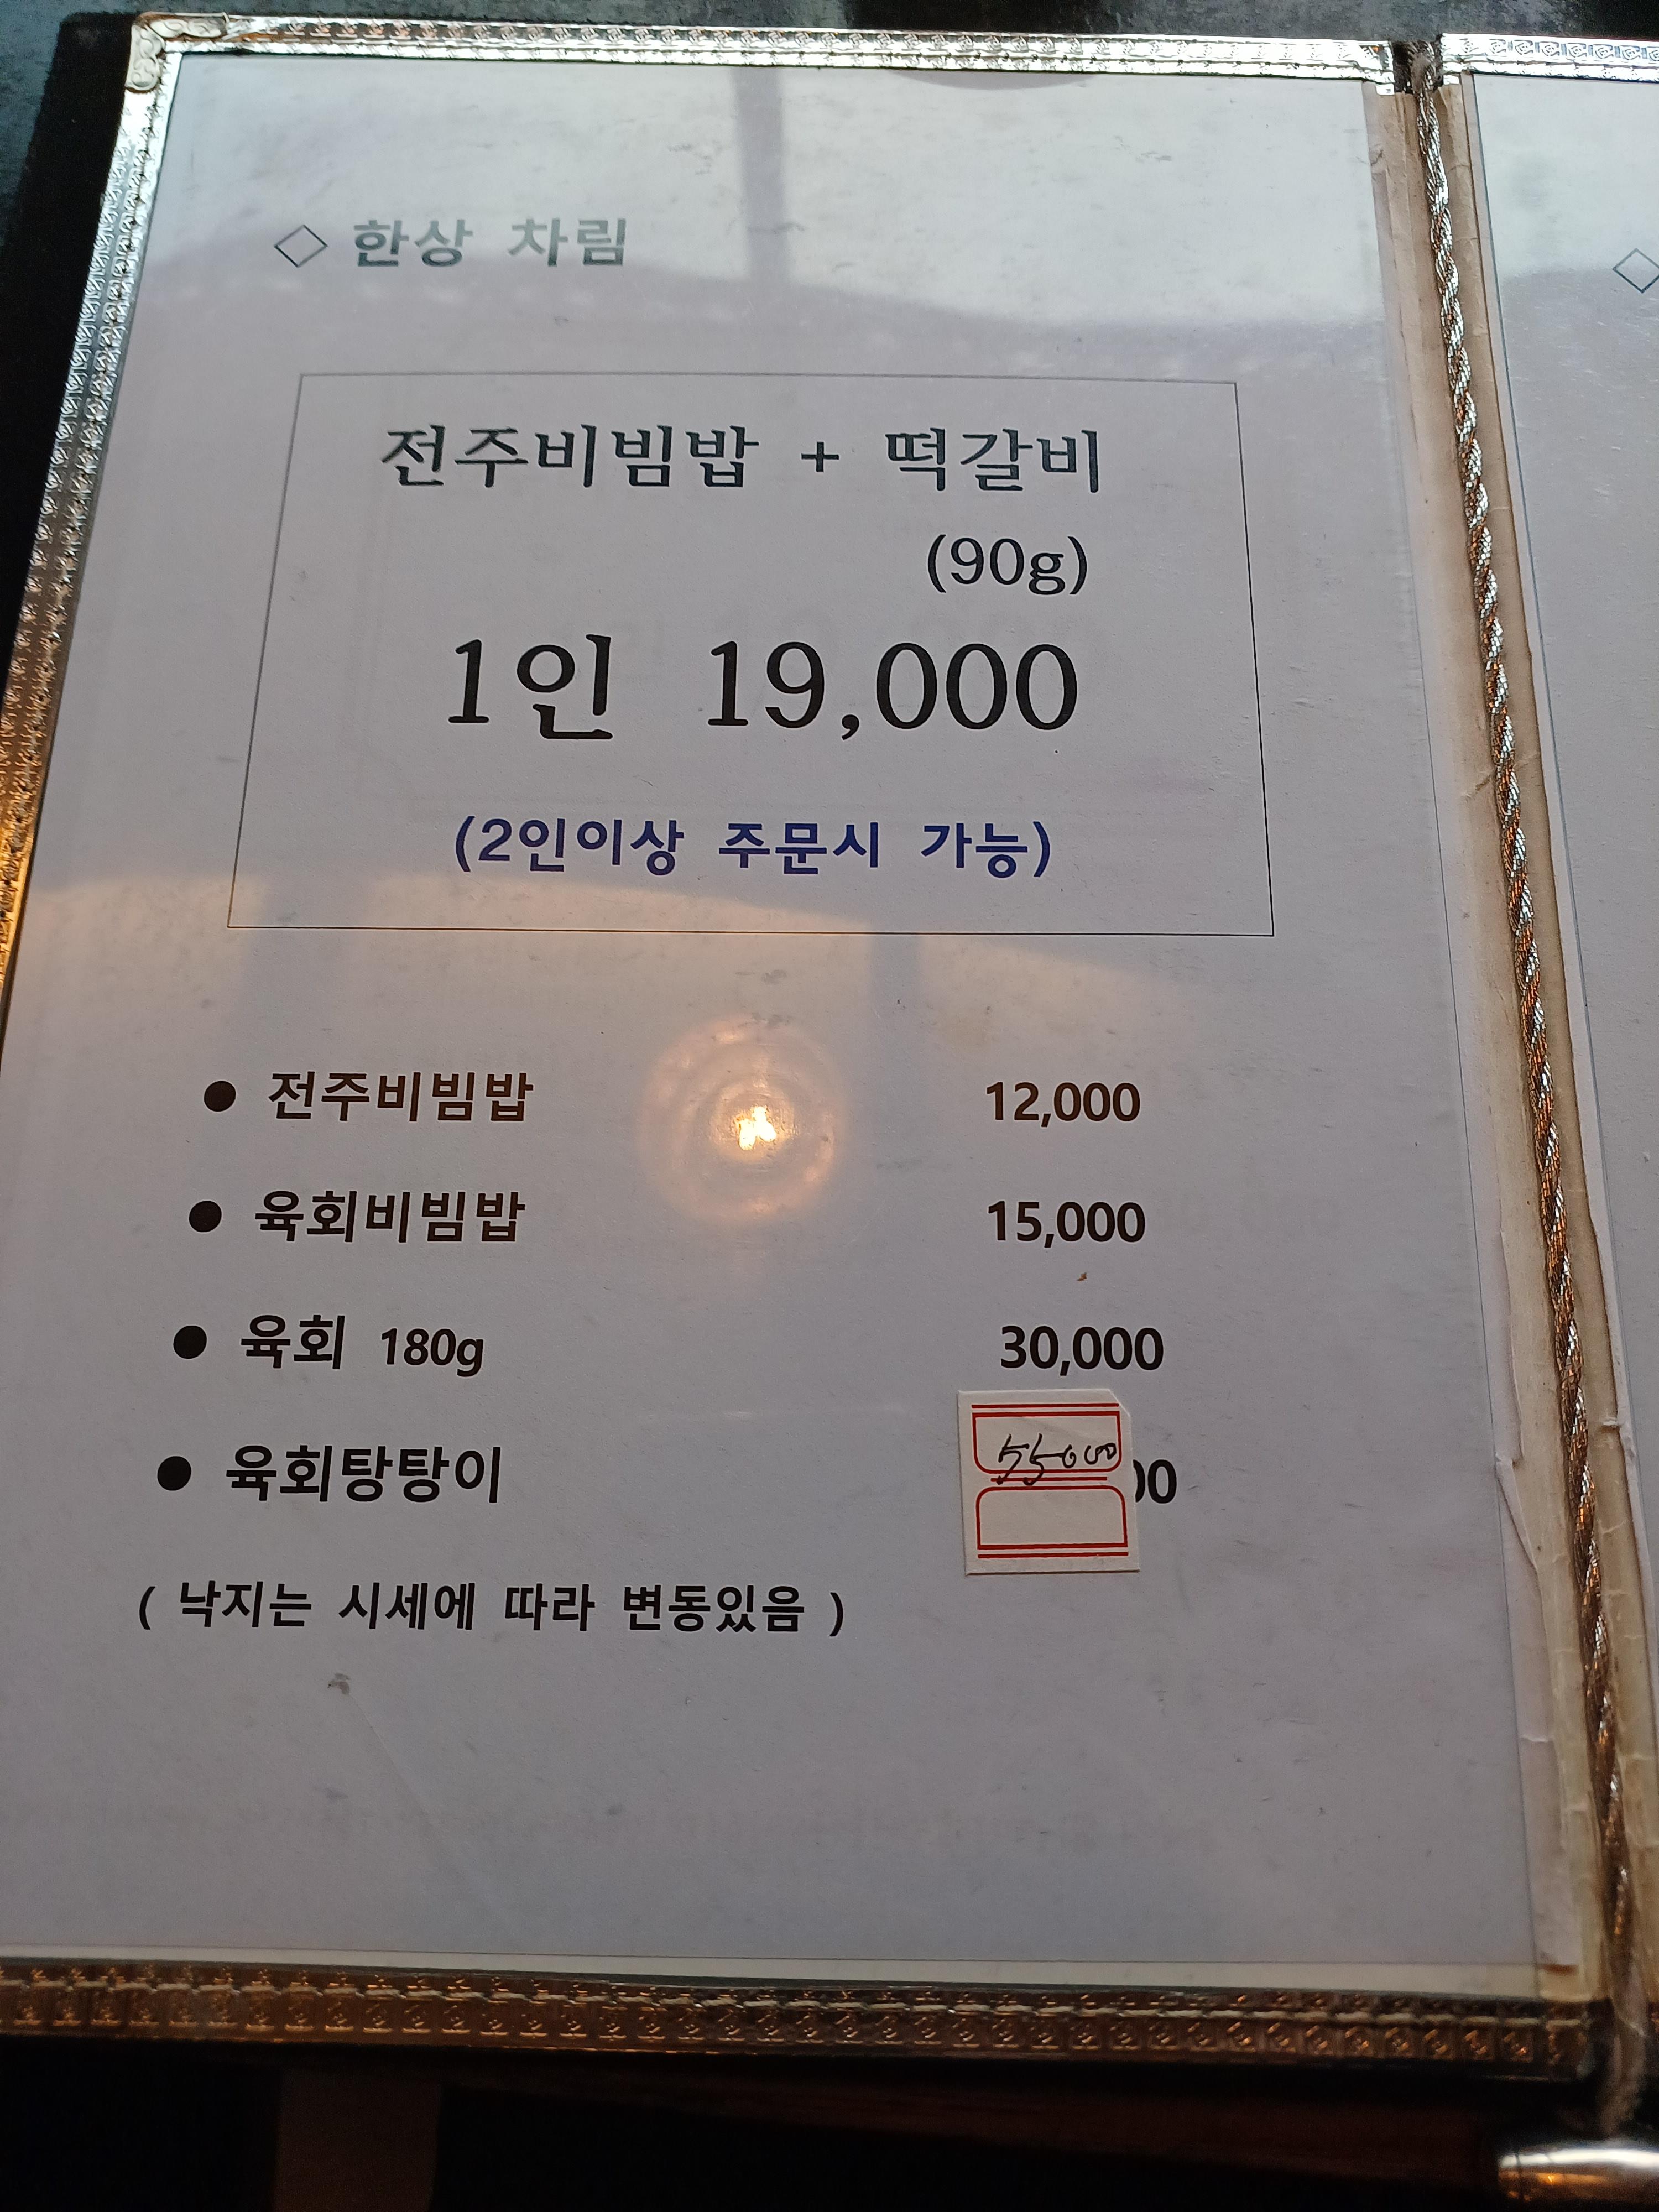 ◇ 한상 차림
전주비빔밥 + 떡갈비
(90g)
1인 19,000
(2인이상 주문시 가능)
● 전주비빔밥 12,000
● 육회비빔밥 15,000
● 육회 180g 30,000
● 육회탕탕이 55000 00
( 낙지는 시세에 따라 변동있음 )
◇